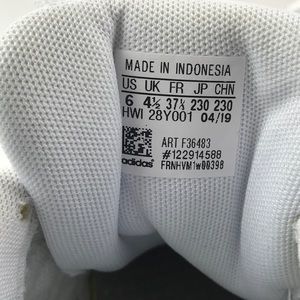 MADE IN INDONESIA
US UK FR JP CHN
6 4½ 37⅓ 230 230
HWI 28Y001 04/19
ART F36483
#122914588
FRNHVM1w00398
adidas